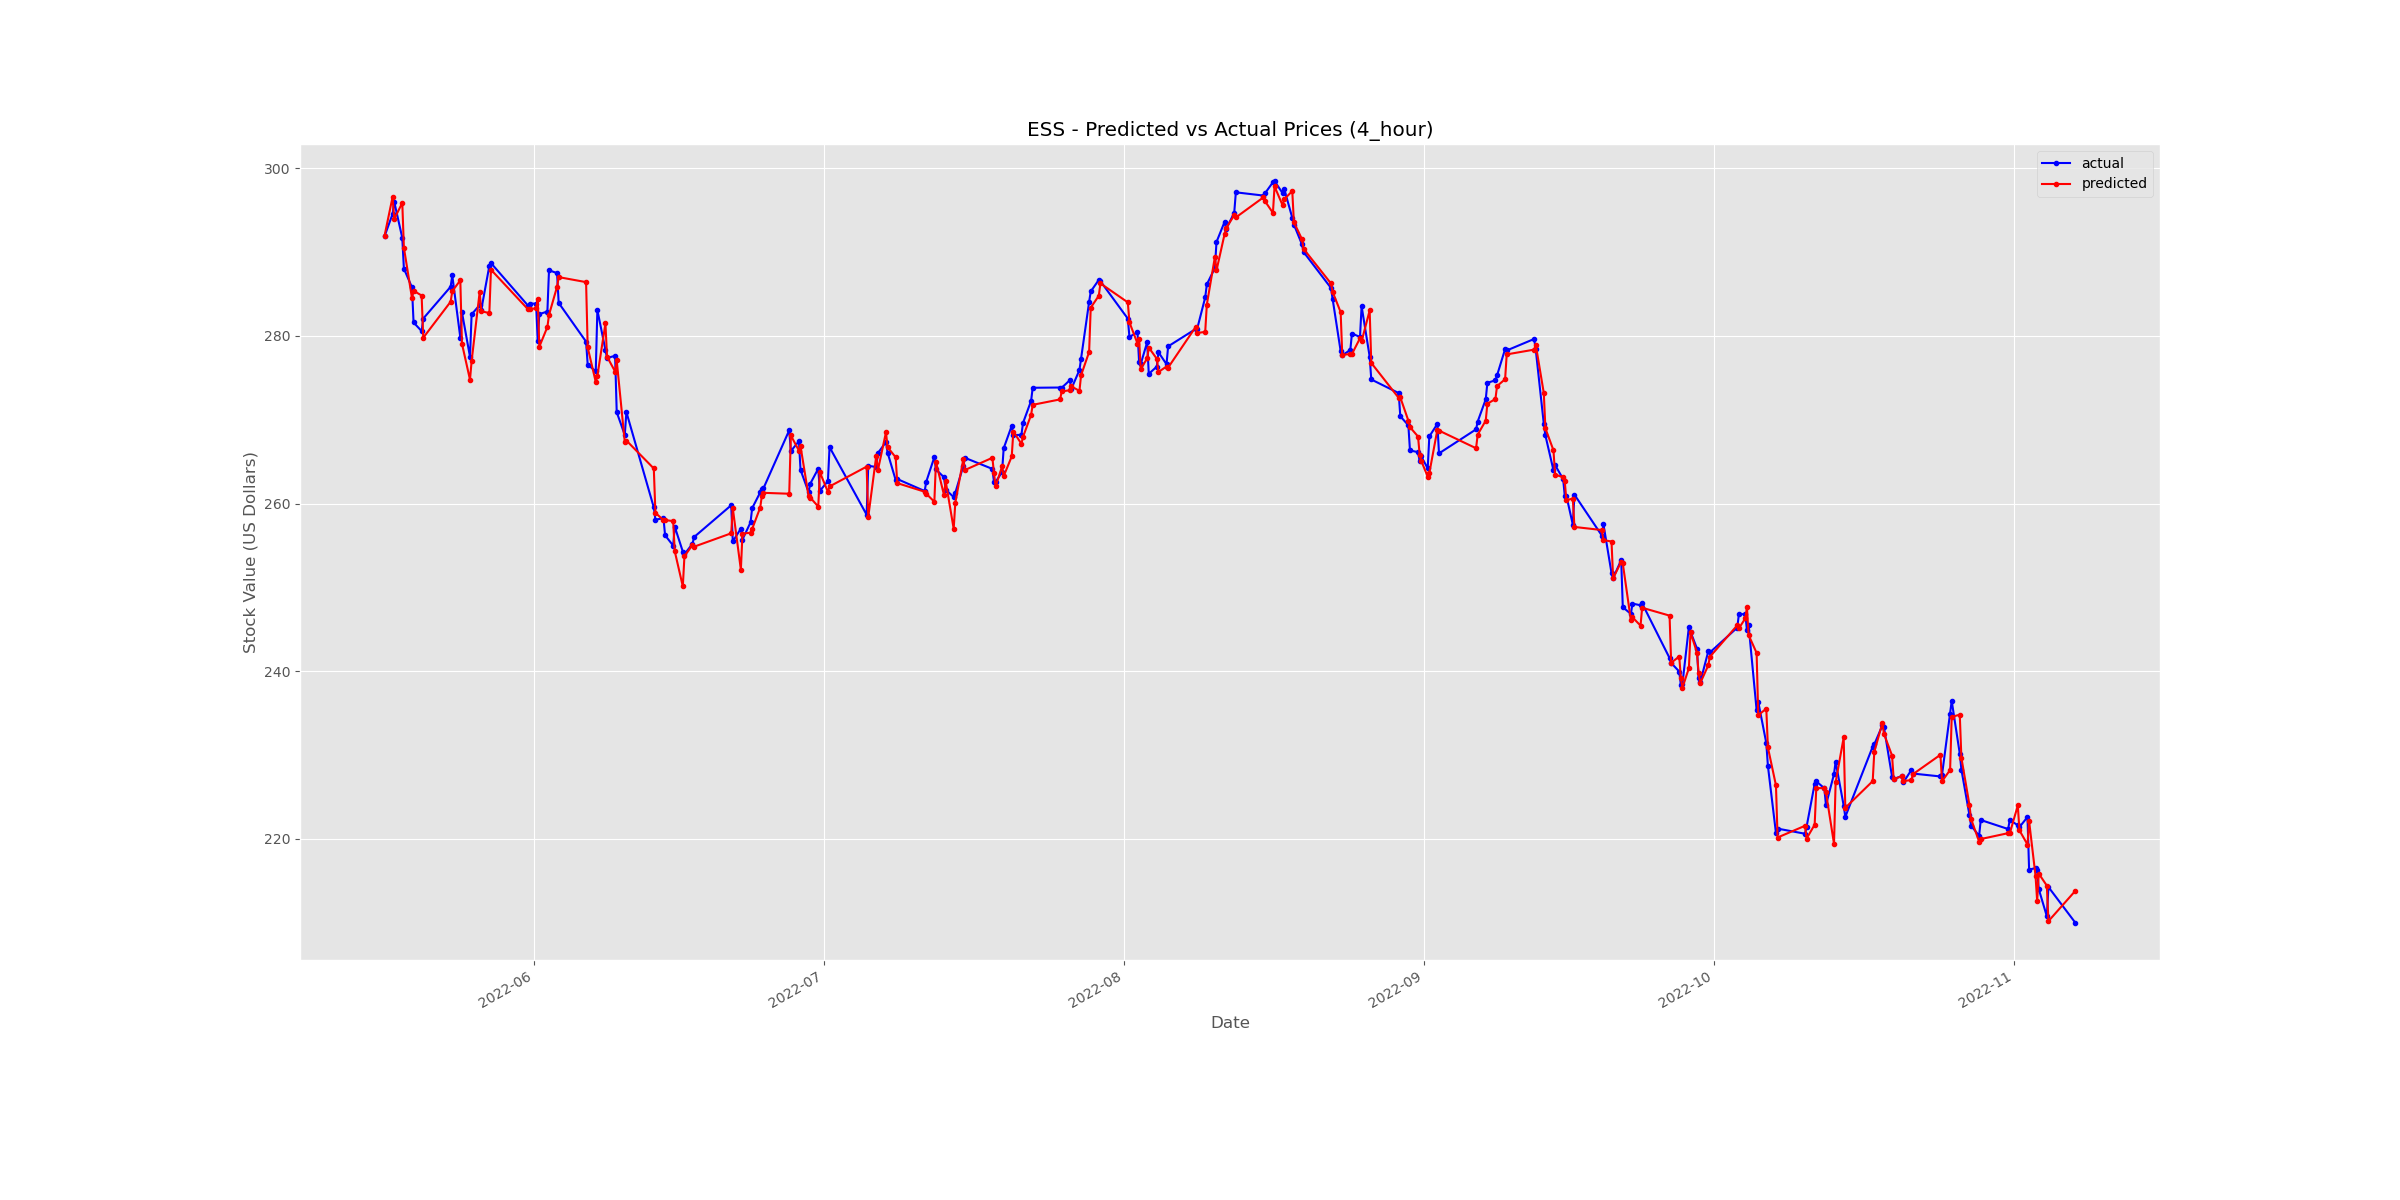 ESS - Predicted vs Actual Prices (4_hour)
actual
predicted
300
280
260
240
220
Stock Value (US Dollars)
2022-06
2022-07
2022-08
2022-09
2022-10
2022-11
Date